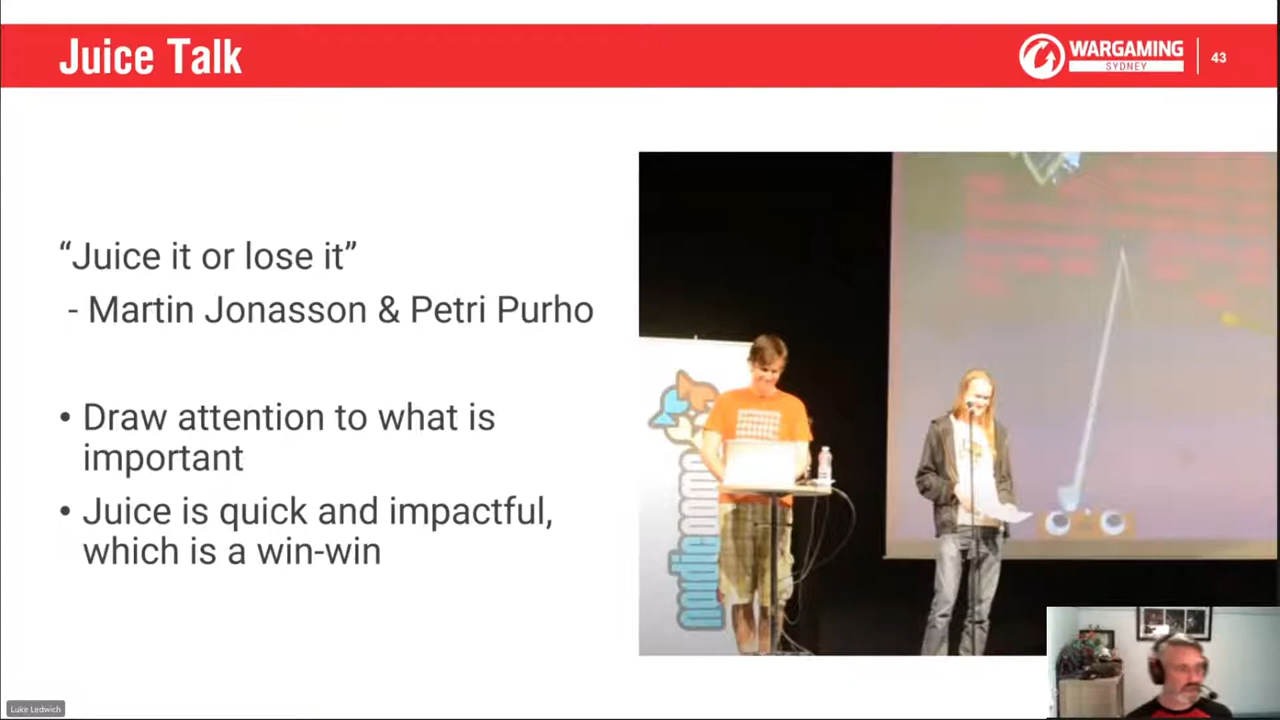 Juice Talk
WARGAMING
SYDNEY
43
“Juice it or lose it”
- Martin Jonasson & Petri Purho
• Draw attention to what is
important
• Juice is quick and impactful,
which is a win-win
Luke Ledwich